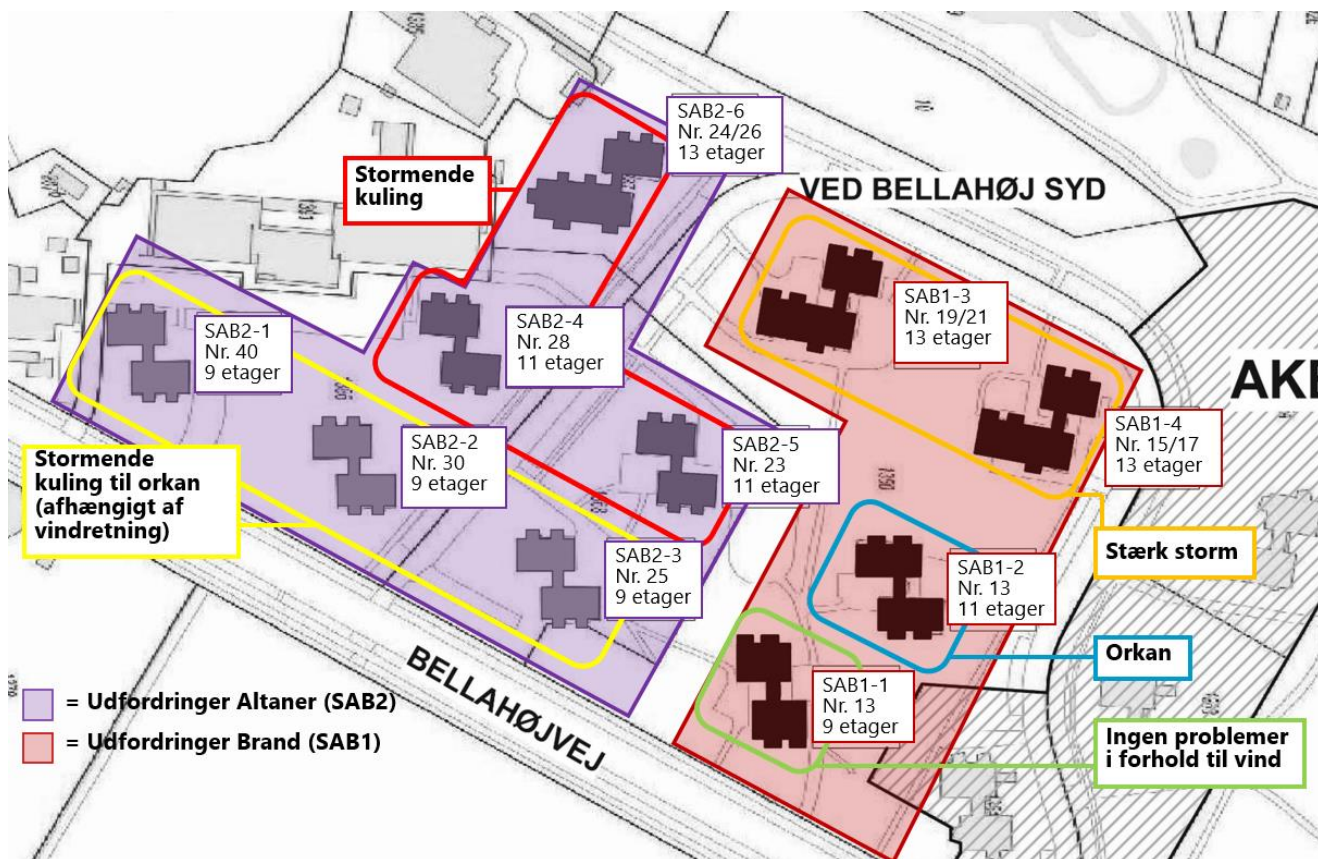 SAB2-6
Nr. 24/26
13 etager
Stormende
kuling
VED BELLAHØJ SYD
SAB1-3
Nr. 19/21
13 etager
SAB2-1
Nr. 40
9 etager
SAB2-4
Nr. 28
11 etager
AKB
SAB2-2
Nr. 30
9 etager
SAB2-5
Nr. 23
11 etager
SAB1-4
Nr. 15/17
13 etager
Stormende
kuling til orkan
(afhængigt af
vindretning)
1350
SAB2-3
Nr. 25
9 etager
SAB1-2
Nr. 13
11 etager
Stærk storm
BELLAHØJVEJ
Orkan
SAB1-1
Nr. 13
9 etager
= Udfordringer Altaner (SAB2)
= Udfordringer Brand (SAB1)
Ingen problemer
i forhold til vind